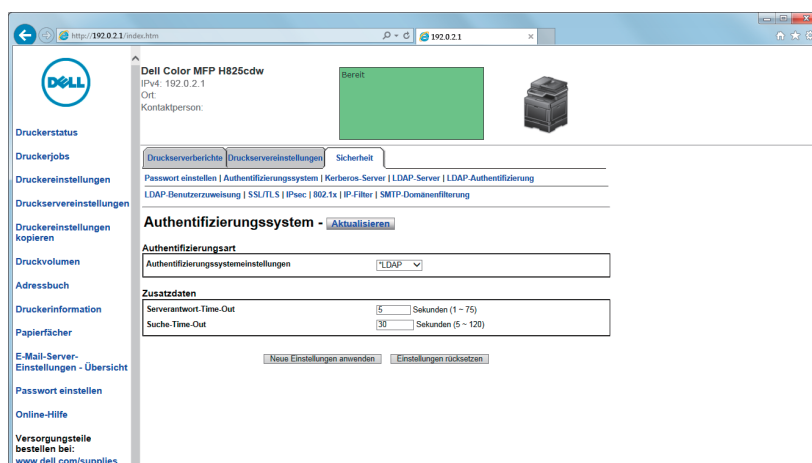 http://192.0.2.1/index.htm
192.0.2.1
DELL
Dell Color MFP H825cdw
IPv4: 192.0.2.1
Ort:
Kontaktperson:
Bereit
Druckerstatus
Druckerjobs
Druckereinstellungen
Druckservereinstellungen
Druckereinstellungen
kopieren
Druckvolumen
Adressbuch
Druckerinformation
Papierfächer
E-Mail-Server-
Einstellungen - Übersicht
Passwort einstellen
Online-Hilfe
Versorgungsteile
bestellen bei:
www.dell.com/supplies
Druckserverberichte Druckservereinstellungen Sicherheit
Passwort einstellen | Authentifizierungssystem | Kerberos-Server | LDAP-Server | LDAP-Authentifizierung
LDAP-Benutzerzuweisung | SSL/TLS | IPsec | 802.1x | IP-Filter | SMTP-Domänenfilterung
Authentifizierungssystem - Aktualisieren
Authentifizierungsart
Authentifizierungssystemeinstellungen *LDAP
Zusatzdaten
Serverantwort-Time-Out 5 Sekunden (1 ~ 75)
Suche-Time-Out 30 Sekunden (5 ~ 120)
Neue Einstellungen anwenden Einstellungen rücksetzen